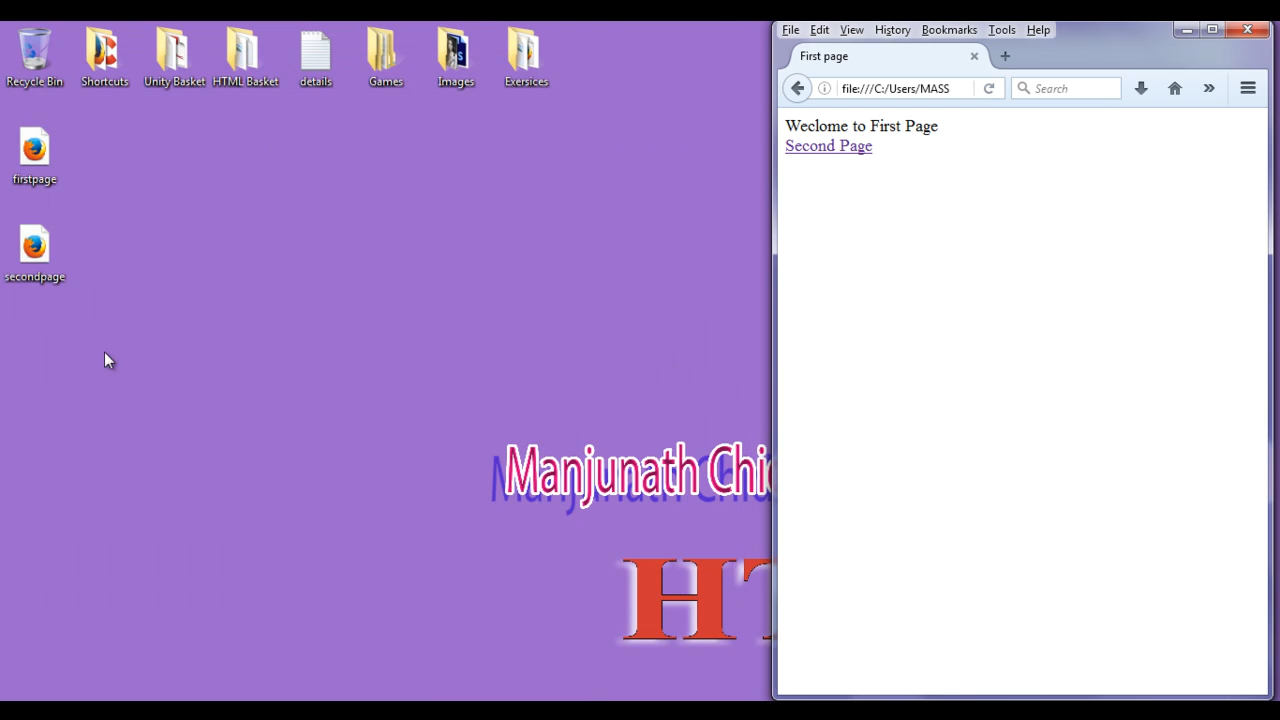 Recycle Bin
Shortcuts
Unity Basket
HTML Basket
details
Games
Images
Exersices
firstpage
secondpage
Manjunath
File Edit View History Bookmarks Tools Help
First page
file:///C:/Users/MASS
Search
Weclome to First Page
Second Page